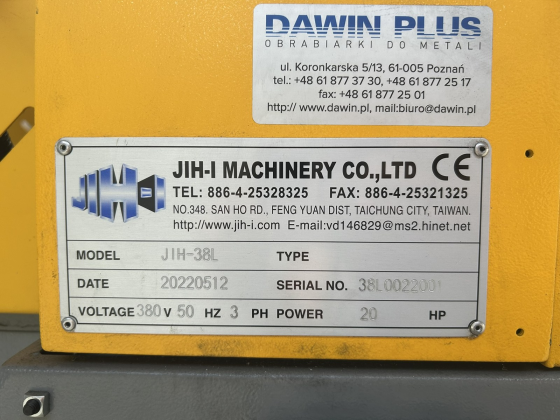 DAWIN PLUS
OBRABIARKI DO METALI
ul. Koronkarska 5/13, 61-005 Poznań
tel.: +48 61 877 37 30, +48 61 877 25 17
fax: +48 61 877 25 01
http:// www.dawin.pl, mail:biuro@dawin.pl
JIH-I MACHINERY CO.,LTD CE
TEL: 886-4-25328325 FAX: 886-4-25321325
NO.348. SAN HO RD., FENG YUAN DIST, TAICHUNG CITY, TAIWAN.
http://www.jih-i.com E-mail:vd146829@ms2.hinet.net
MODEL JIH-38L TYPE
DATE 20220512 SERIAL NO. 38L0022001
VOLTAGE 380 V 50 HZ 3 PH POWER 20 HP